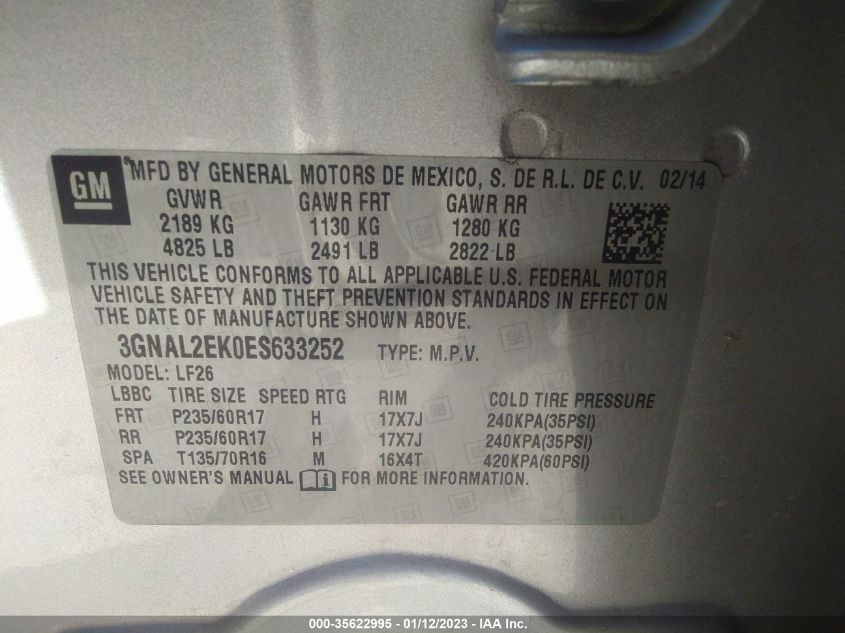 GM
MFD BY GENERAL MOTORS DE MEXICO, S. DE R.L. DE C.V. 02/14
GVWR GAWR FRT GAWR RR
2189 KG 1130 KG 1280 KG
4825 LB 2491 LB 2822 LB
THIS VEHICLE CONFORMS TO ALL APPLICABLE U.S. FEDERAL MOTOR
VEHICLE SAFETY AND THEFT PREVENTION STANDARDS IN EFFECT ON
THE DATE OF MANUFACTURE SHOWN ABOVE.
3GNAL2EK0ES633252 TYPE: M.P.V.
MODEL: LF26
LBBC TIRE SIZE SPEED RTG RIM COLD TIRE PRESSURE
FRT P235/60R17 H 17X7J 240KPA(35PSI)
RR P235/60R17 H 17X7J 240KPA(35PSI)
SPA T135/70R16 M 16X4T 420KPA(60PSI)
SEE OWNER'S MANUAL FOR MORE INFORMATION.
000-35622995 - 01/12/2023 - IAA Inc.